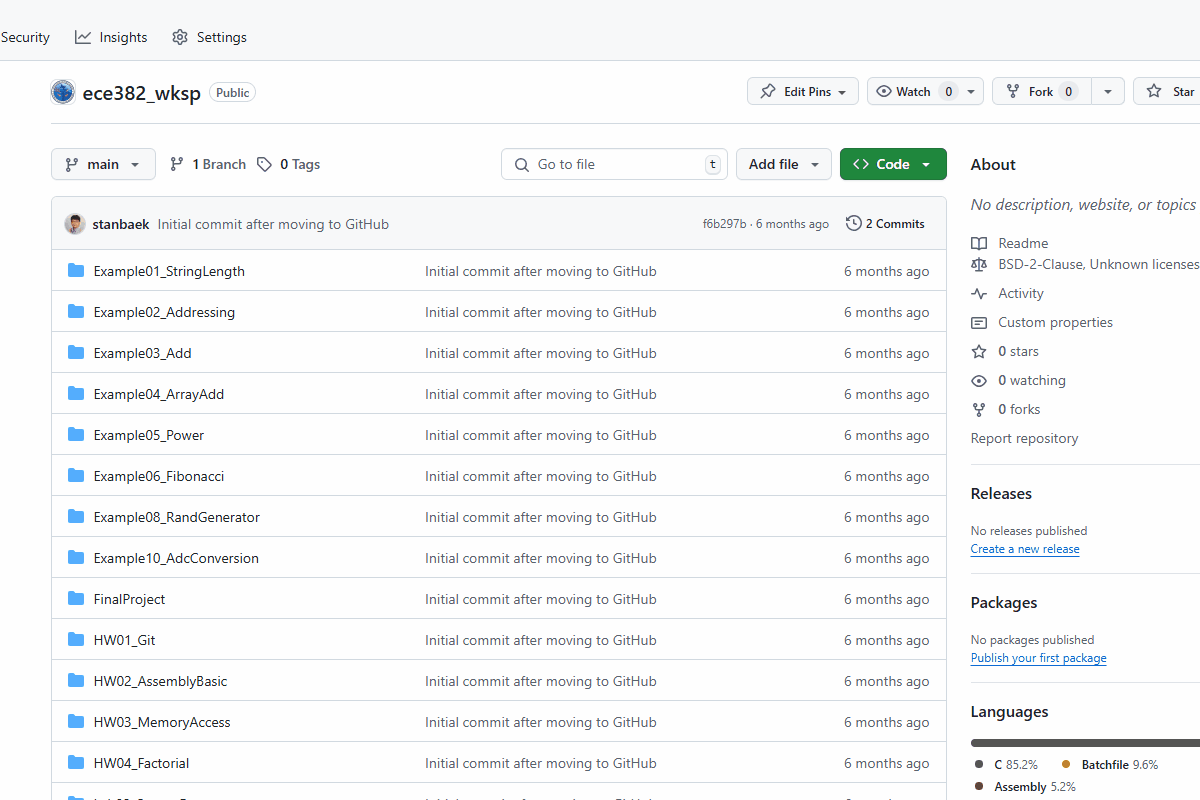 Security Insights Settings
ece382_wksp Public Edit Pins Watch 0 Fork 0 Star
main 1 Branch 0 Tags Go to file t Add file Code
stanbaek Initial commit after moving to GitHub f6b297b · 6 months ago 2 Commits
Example01_StringLength Initial commit after moving to GitHub 6 months ago
Example02_Addressing Initial commit after moving to GitHub 6 months ago
Example03_Add Initial commit after moving to GitHub 6 months ago
Example04_ArrayAdd Initial commit after moving to GitHub 6 months ago
Example05_Power Initial commit after moving to GitHub 6 months ago
Example06_Fibonacci Initial commit after moving to GitHub 6 months ago
Example08_RandGenerator Initial commit after moving to GitHub 6 months ago
Example10_AdcConversion Initial commit after moving to GitHub 6 months ago
FinalProject Initial commit after moving to GitHub 6 months ago
HW01_Git Initial commit after moving to GitHub 6 months ago
HW02_AssemblyBasic Initial commit after moving to GitHub 6 months ago
HW03_MemoryAccess Initial commit after moving to GitHub 6 months ago
HW04_Factorial Initial commit after moving to GitHub 6 months ago
About
No description, website, or topics
Readme
BSD-2-Clause, Unknown licenses
Activity
Custom properties
0 stars
0 watching
0 forks
Report repository
Releases
No releases published
Create a new release
Packages
No packages published
Publish your first package
Languages
C 85.2% Batchfile 9.6%
Assembly 5.2%